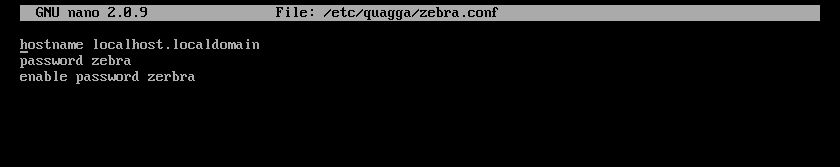 GNU nano 2.0.9 File: /etc/quagga/zebra.conf
hostname localhost.localdomain
password zebra
enable password zerbra